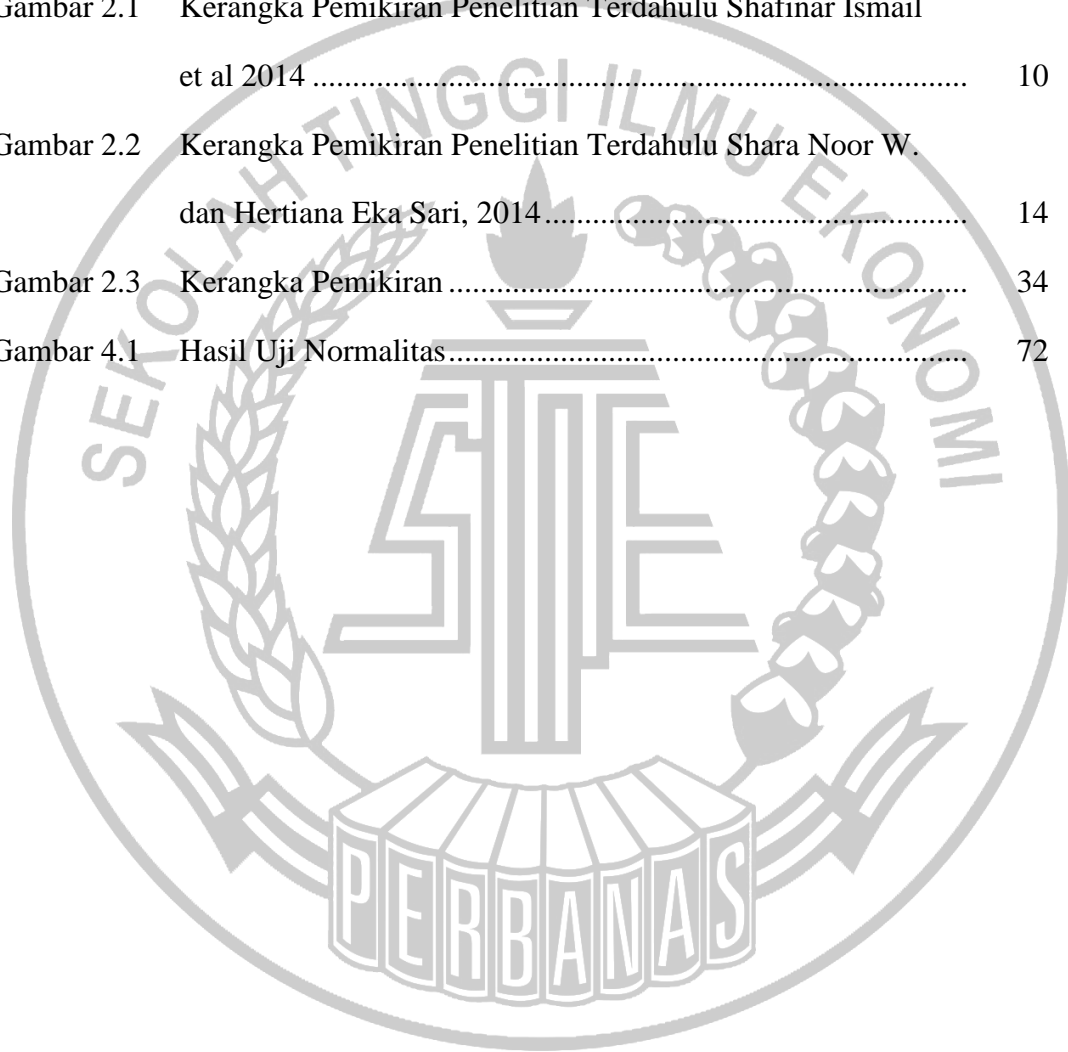 Gambar 2.1 Kerangka Pemikiran Penelitian Terdahulu Shafinar Ismail
et al 2014 ........................................................................ 10
Gambar 2.2 Kerangka Pemikiran Penelitian Terdahulu Shara Noor W.
dan Hertiana Eka Sari, 2014 ............................................... 14
Gambar 2.3 Kerangka Pemikiran ......................................................... 34
Gambar 4.1 Hasil Uji Normalitas ......................................................... 72
SEKOLAH TINGGI ILMU EKONOMI
STIE
PERBANAS